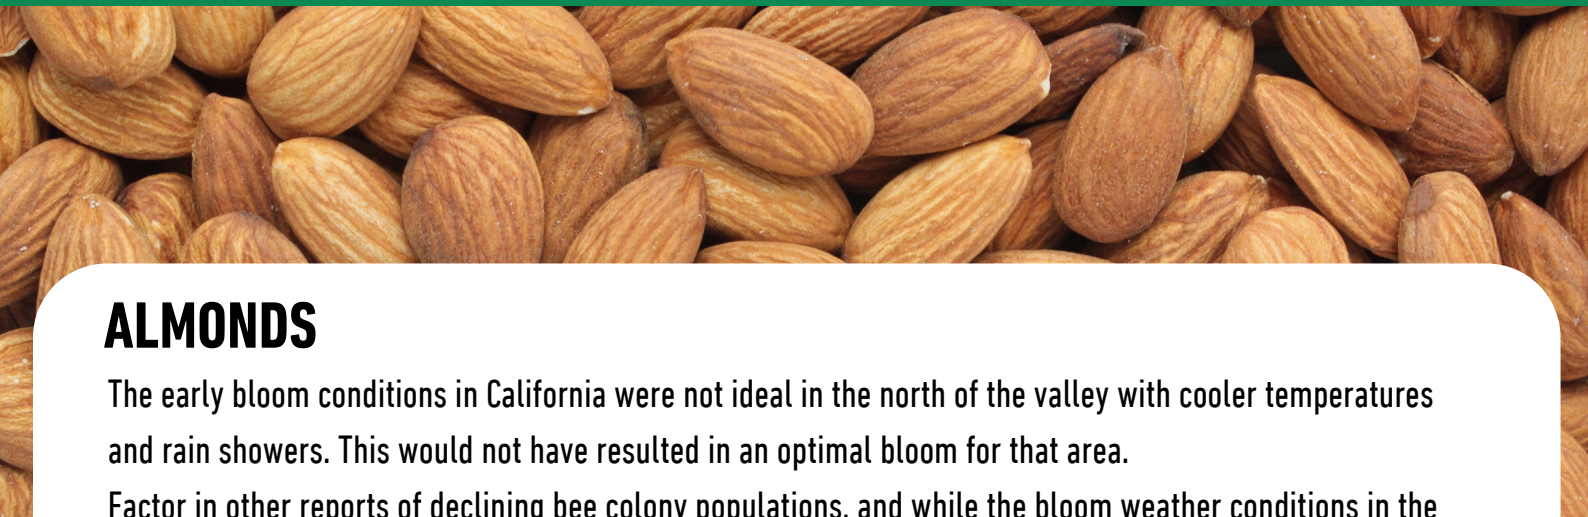 ALMONDS
The early bloom conditions in California were not ideal in the north of the valley with cooler temperatures
and rain showers. This would not have resulted in an optimal bloom for that area.
Factor in other reports of declining bee colony populations, and while the bloom weather conditions in the